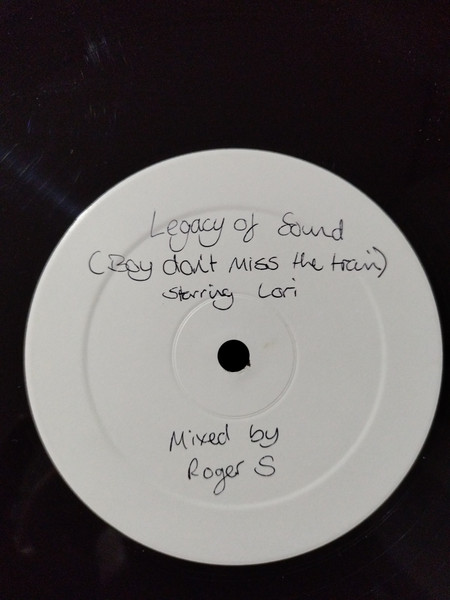 Legacy of Sound
(Boy don't miss the train)
starring Lori
Mixed by
Roger S